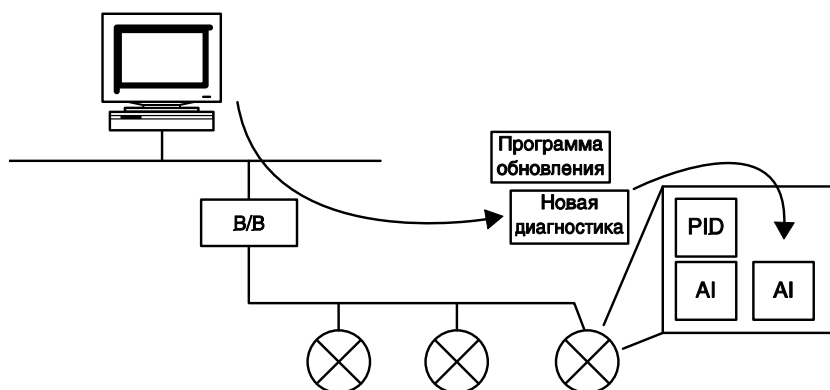 Программа
обновления
Новая
диагностика
В/В
PID
AI
AI